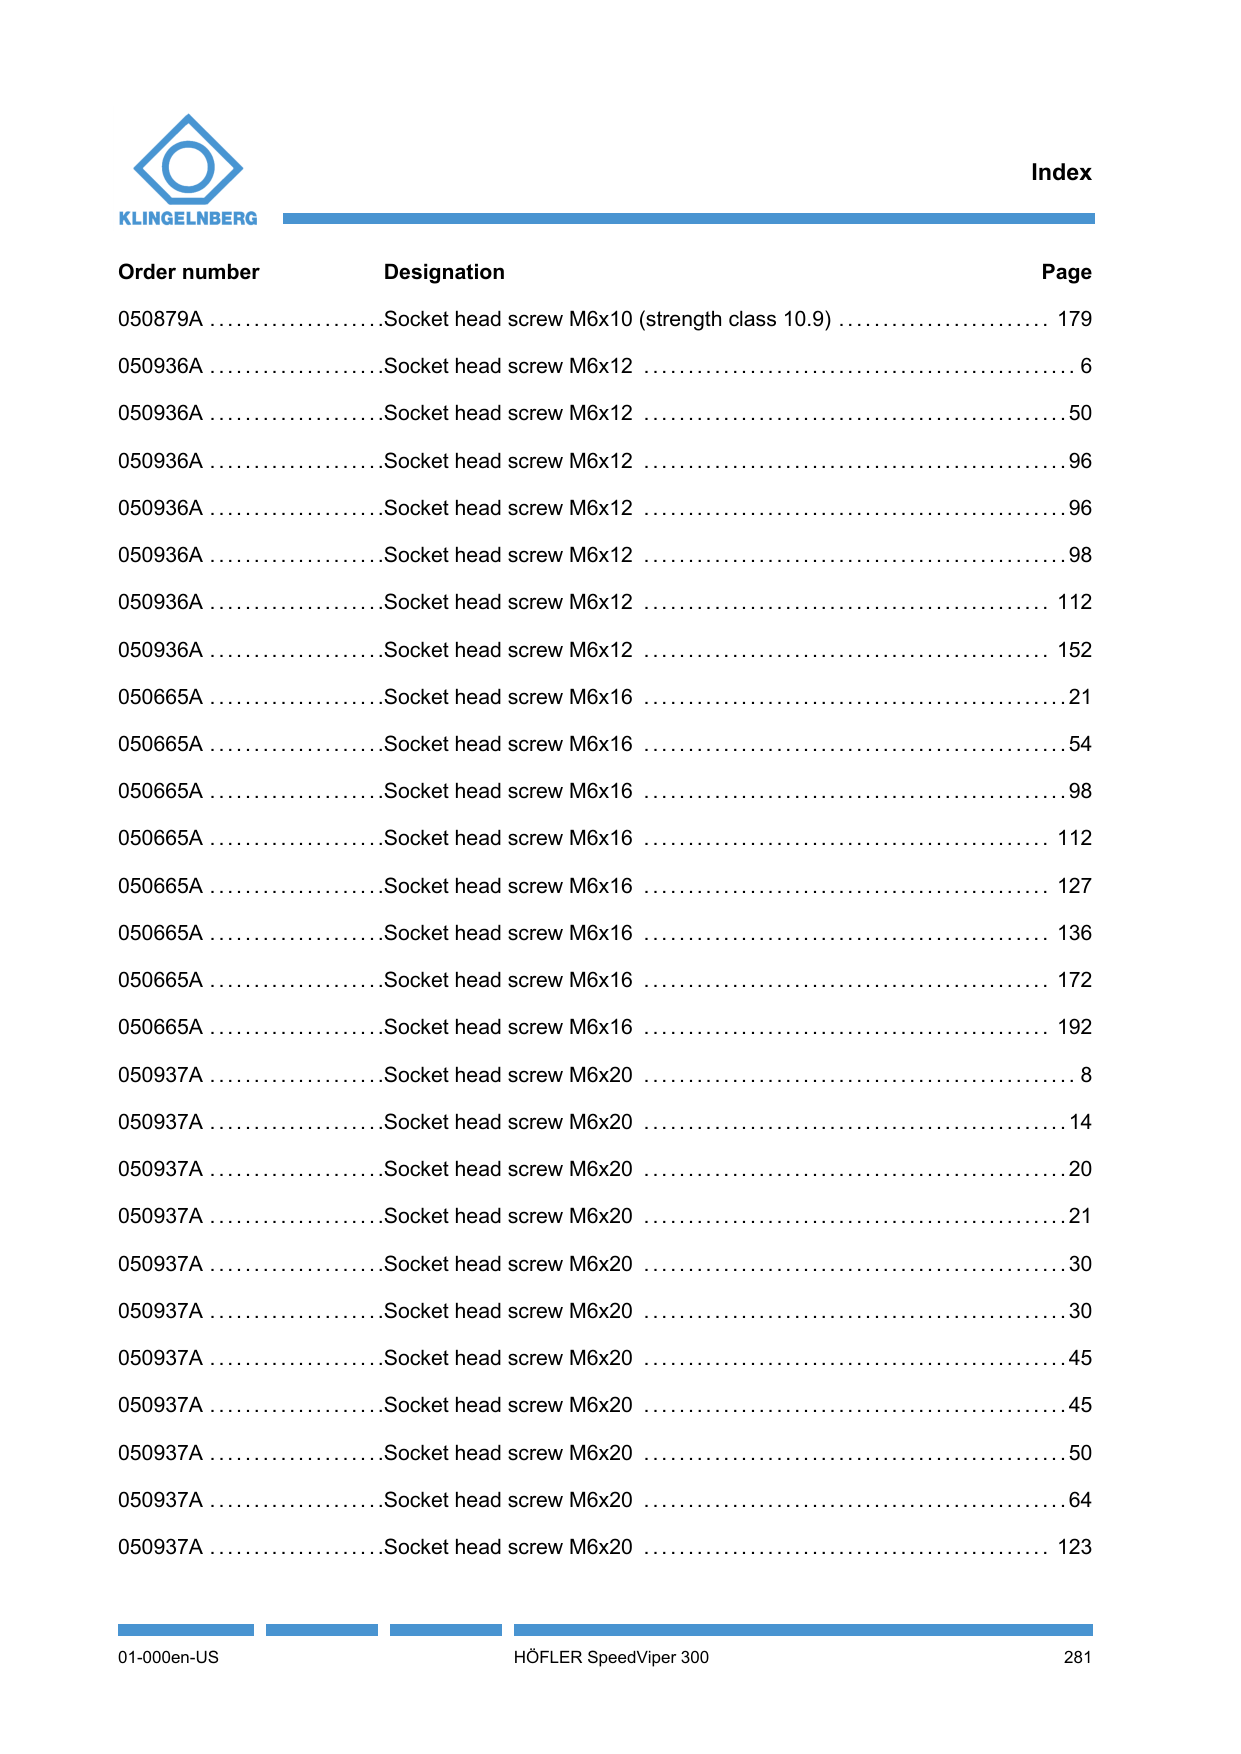 KLINGELNBERG
Index
Order number Designation Page
050879A ....................Socket head screw M6x10 (strength class 10.9) ........................ 179
050936A ....................Socket head screw M6x12 ................................................. 6
050936A ....................Socket head screw M6x12 ................................................50
050936A ....................Socket head screw M6x12 ................................................96
050936A ....................Socket head screw M6x12 ................................................96
050936A ....................Socket head screw M6x12 ................................................98
050936A ....................Socket head screw M6x12 .............................................. 112
050936A ....................Socket head screw M6x12 .............................................. 152
050665A ....................Socket head screw M6x16 ................................................21
050665A ....................Socket head screw M6x16 ................................................54
050665A ....................Socket head screw M6x16 ................................................98
050665A ....................Socket head screw M6x16 .............................................. 112
050665A ....................Socket head screw M6x16 .............................................. 127
050665A ....................Socket head screw M6x16 .............................................. 136
050665A ....................Socket head screw M6x16 .............................................. 172
050665A ....................Socket head screw M6x16 .............................................. 192
050937A ....................Socket head screw M6x20 ................................................. 8
050937A ....................Socket head screw M6x20 ................................................14
050937A ....................Socket head screw M6x20 ................................................20
050937A ....................Socket head screw M6x20 ................................................21
050937A ....................Socket head screw M6x20 ................................................30
050937A ....................Socket head screw M6x20 ................................................30
050937A ....................Socket head screw M6x20 ................................................45
050937A ....................Socket head screw M6x20 ................................................45
050937A ....................Socket head screw M6x20 ................................................50
050937A ....................Socket head screw M6x20 ................................................64
050937A ....................Socket head screw M6x20 .............................................. 123
01-000en-US HÖFLER SpeedViper 300 281